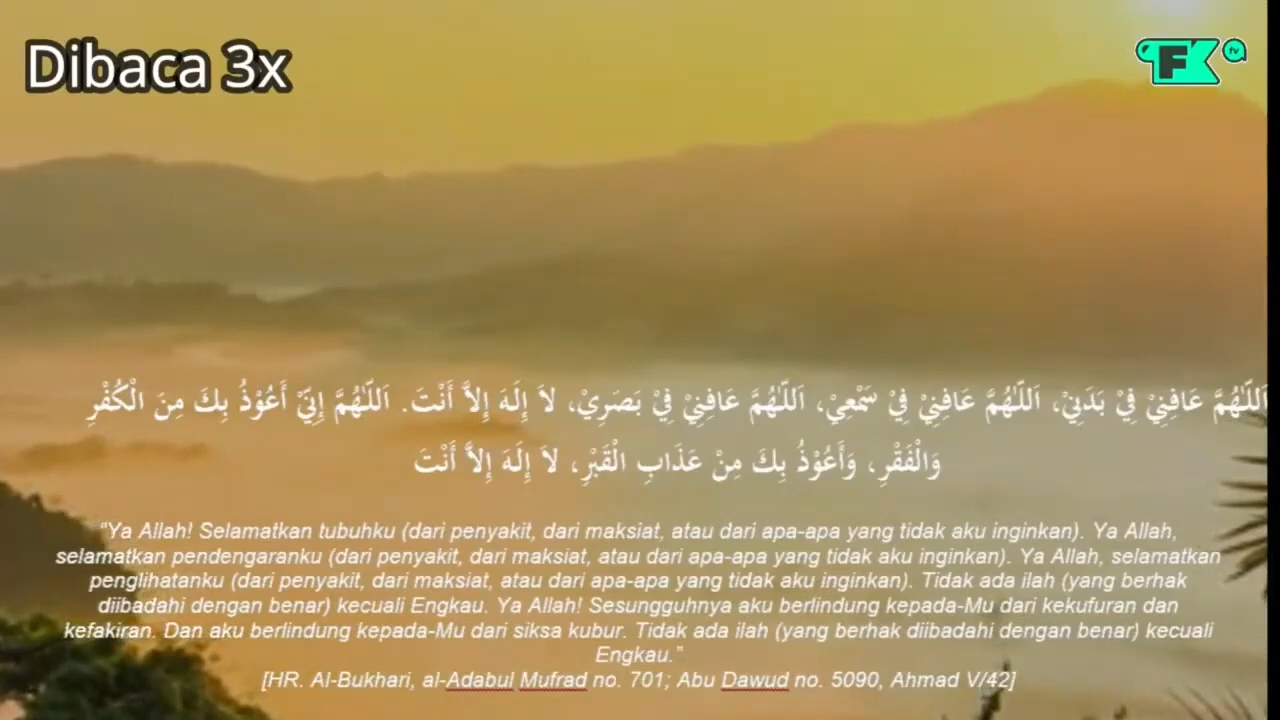 Dibaca 3x
FK tv
اَللّٰهُمَّ عَافِنِيْ فِيْ بَدَنِيْ، اَللّٰهُمَّ عَافِنِيْ فِيْ سَمْعِيْ، اَللّٰهُمَّ عَافِنِيْ فِيْ بَصَرِيْ، لاَ إِلَهَ إِلاَّ أَنْتَ. اَللّٰهُمَّ إِنِّيْ أَعُوْذُ بِكَ مِنَ الْكُفْرِ
وَالْفَقْرِ، وَأَعُوْذُ بِكَ مِنْ عَذَابِ الْقَبْرِ، لاَ إِلَهَ إِلاَّ أَنْتَ
“Ya Allah! Selamatkan tubuhku (dari penyakit, dari maksiat, atau dari apa-apa yang tidak aku inginkan). Ya Allah,
selamatkan pendengaranku (dari penyakit, dari maksiat, atau dari apa-apa yang tidak aku inginkan). Ya Allah, selamatkan
penglihatanku (dari penyakit, dari maksiat, atau dari apa-apa yang tidak aku inginkan). Tidak ada ilah (yang berhak
diibadahi dengan benar) kecuali Engkau. Ya Allah! Sesungguhnya aku berlindung kepada-Mu dari kekufuran dan
kefakiran. Dan aku berlindung kepada-Mu dari siksa kubur. Tidak ada ilah (yang berhak diibadahi dengan benar) kecuali
Engkau.”
[HR. Al-Bukhari, al-Adabul Mufrad no. 701; Abu Dawud no. 5090, Ahmad V/42]